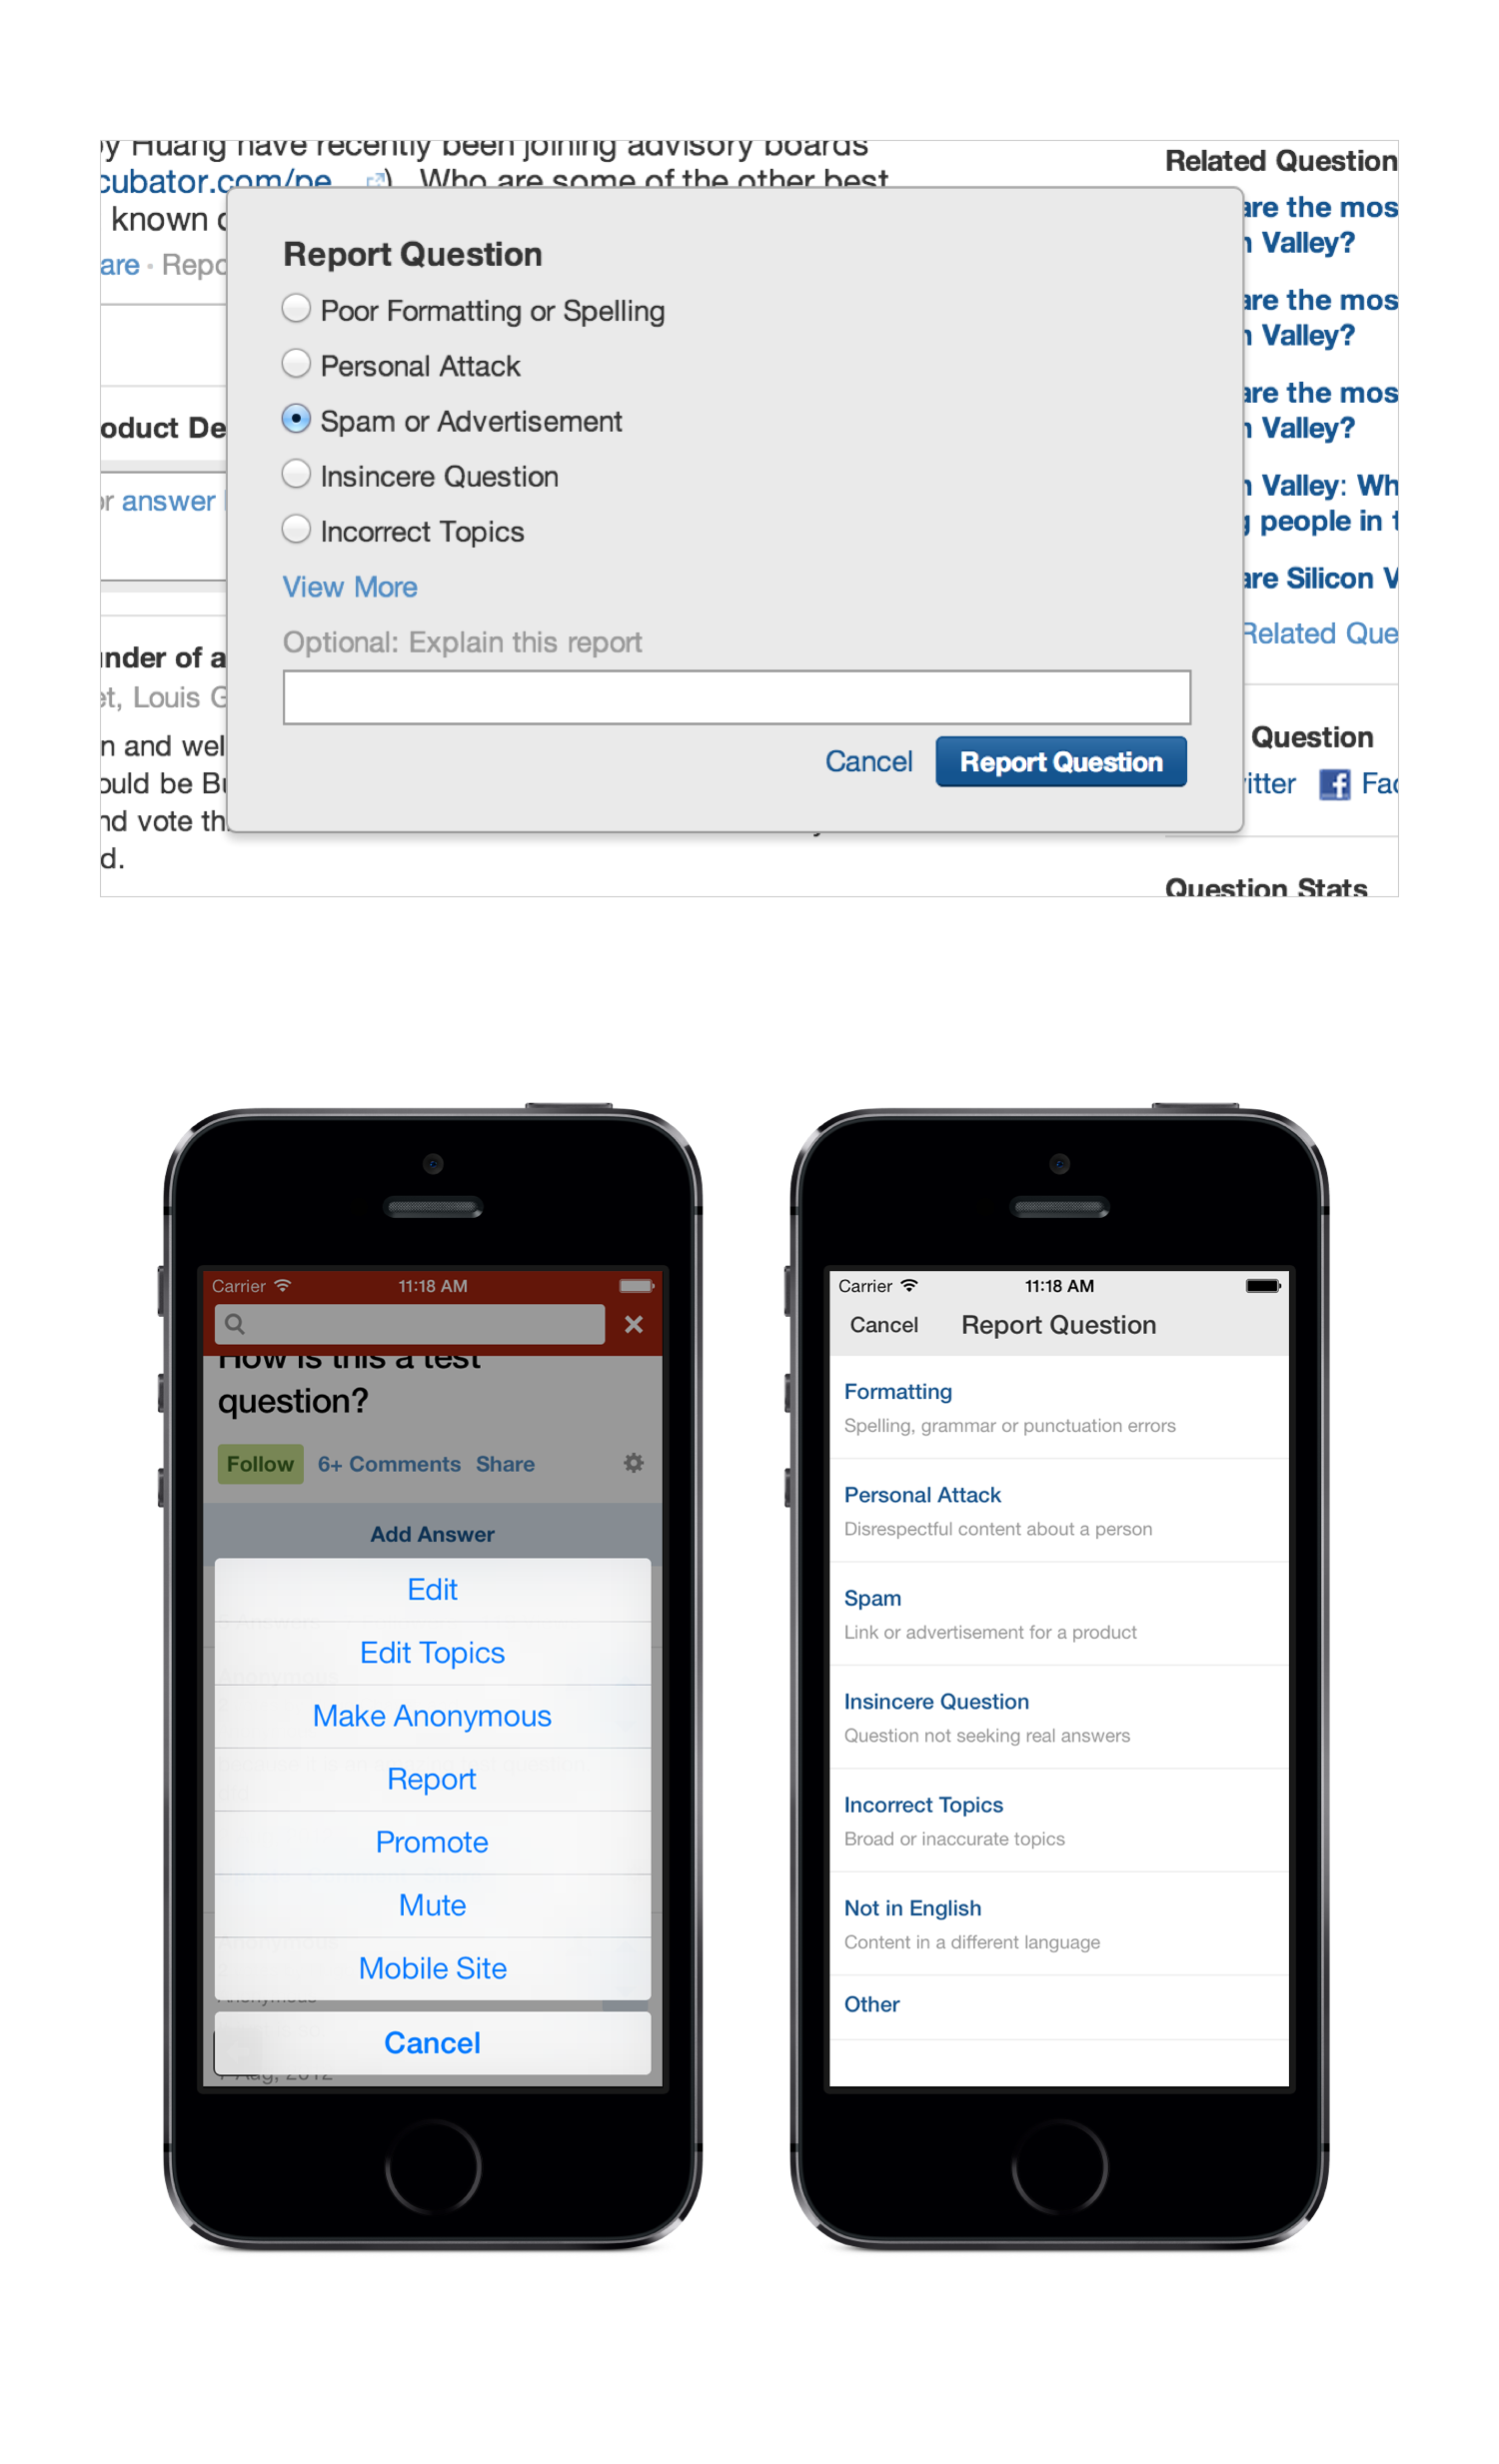 Huang have recently been joining advisory boards
cubator.com/pe ). Who are some of the other best
known
are · Repo
Report Question
Poor Formatting or Spelling
Personal Attack
Spam or Advertisement
Insincere Question
Incorrect Topics
View More
Optional: Explain this report
Cancel
Report Question
oduct De
or answer
under of a
et, Louis G
n and wel
ould be Bu
nd vote th
d.
Related Question
are the mos
n Valley?
are the mos
n Valley?
are the mos
n Valley?
n Valley: Wh
g people in t
are Silicon V
Related Que
Question
itter Fac
Question Stats
Carrier 11:18 AM
How is this a test
question?
Follow 6+ Comments Share
Add Answer
Edit
Edit Topics
Make Anonymous
Report
Promote
Mute
Mobile Site
Cancel
Aug, 2012
Carrier 11:18 AM
Cancel Report Question
Formatting
Spelling, grammar or punctuation errors
Personal Attack
Disrespectful content about a person
Spam
Link or advertisement for a product
Insincere Question
Question not seeking real answers
Incorrect Topics
Broad or inaccurate topics
Not in English
Content in a different language
Other